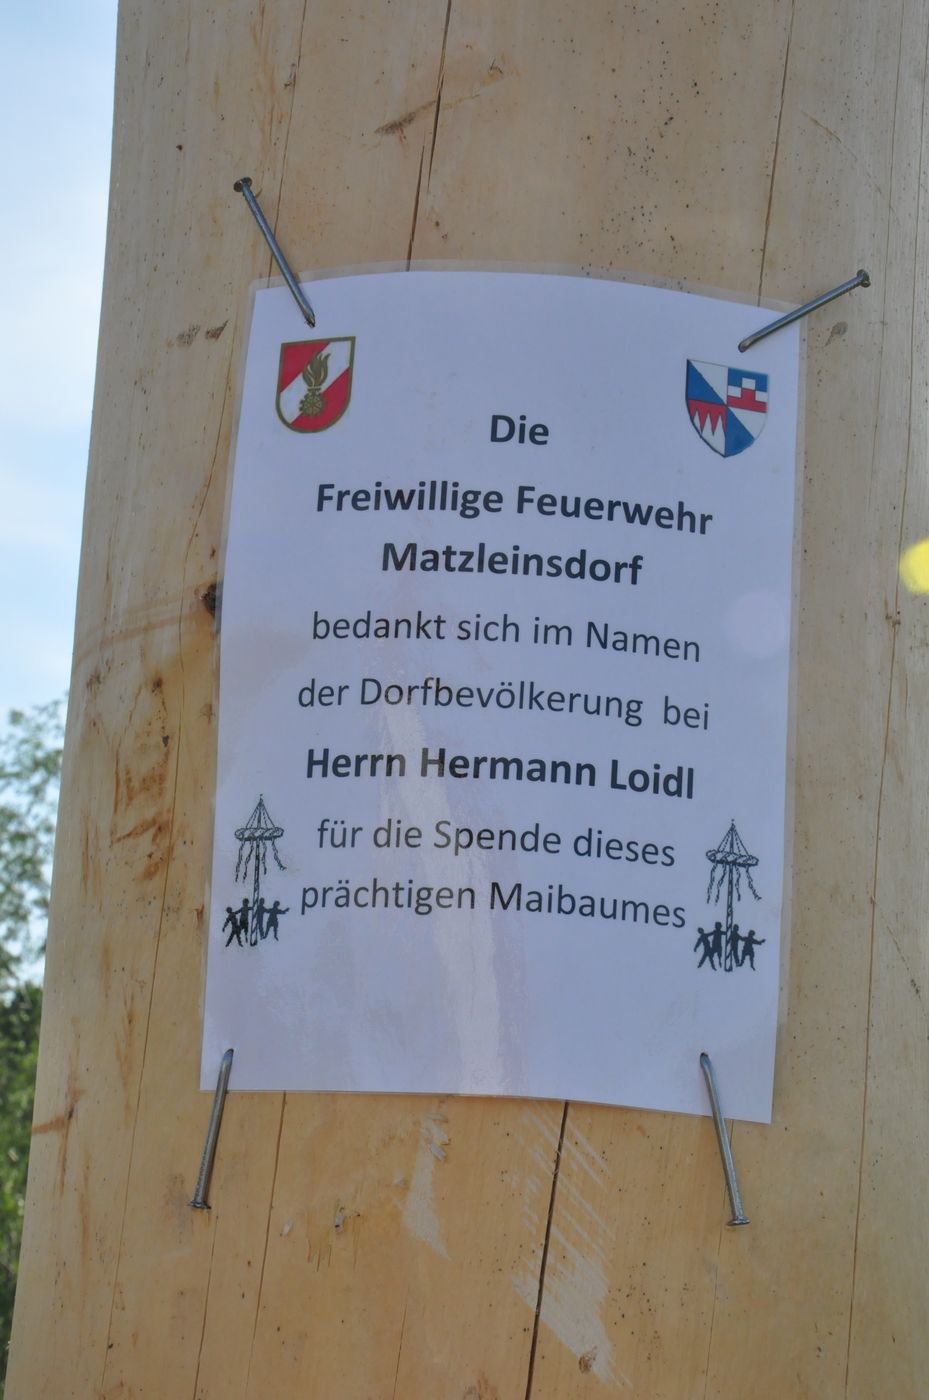 Die
Freiwillige Feuerwehr
Matzleinsdorf
bedankt sich im Namen
der Dorfbevölkerung bei
Herrn Hermann Loidl
für die Spende dieses
prächtigen Maibaumes